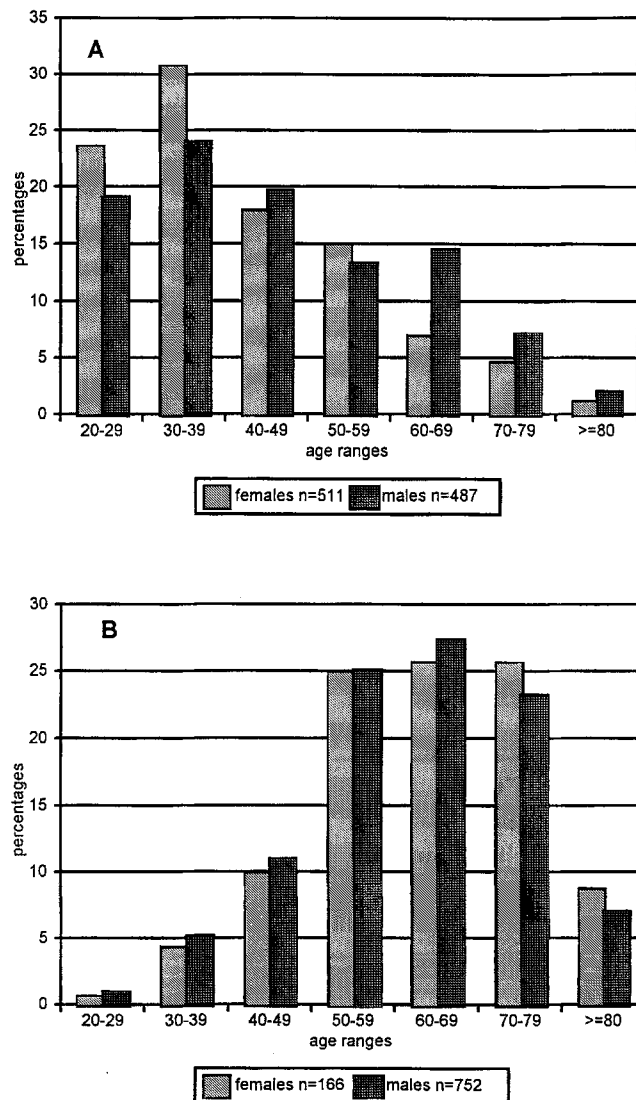 35
A
30
25
20
percentages
15
10
5
0
20-29 30-39 40-49 50-59 60-69 70-79 >=80
age ranges
females n=511 males n=487
30
B
25
20
percentages
15
10
5
0
20-29 30-39 40-49 50-59 60-69 70-79 >=80
age ranges
females n=166 males n=752